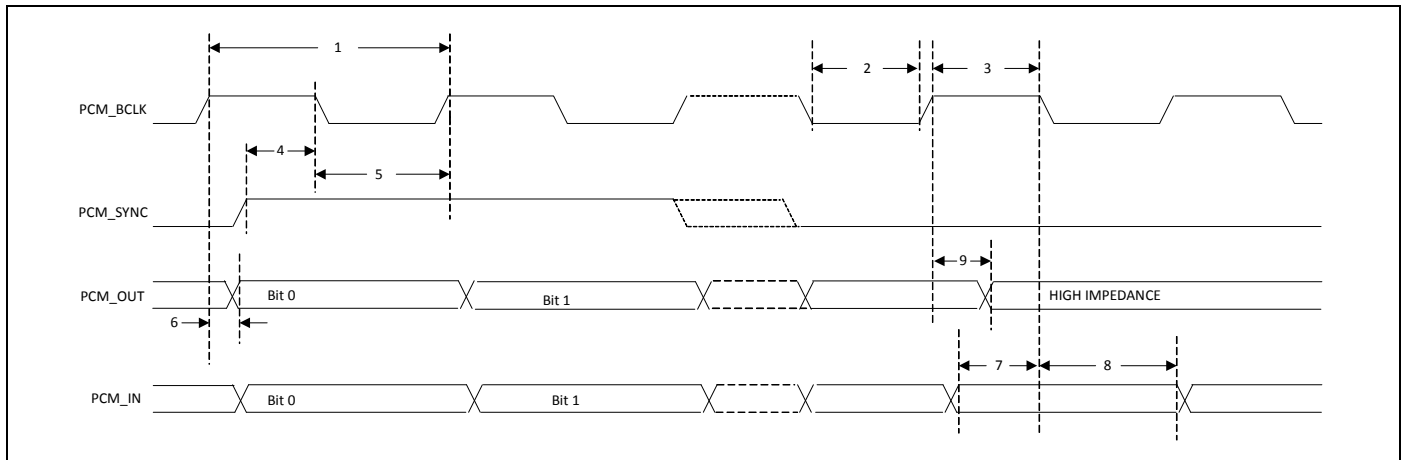 1
2
3
PCM_BCLK
4
5
PCM_SYNC
9
PCM_OUT
Bit 0
Bit 1
HIGH IMPEDANCE
6
7
8
PCM_IN
Bit 0
Bit 1